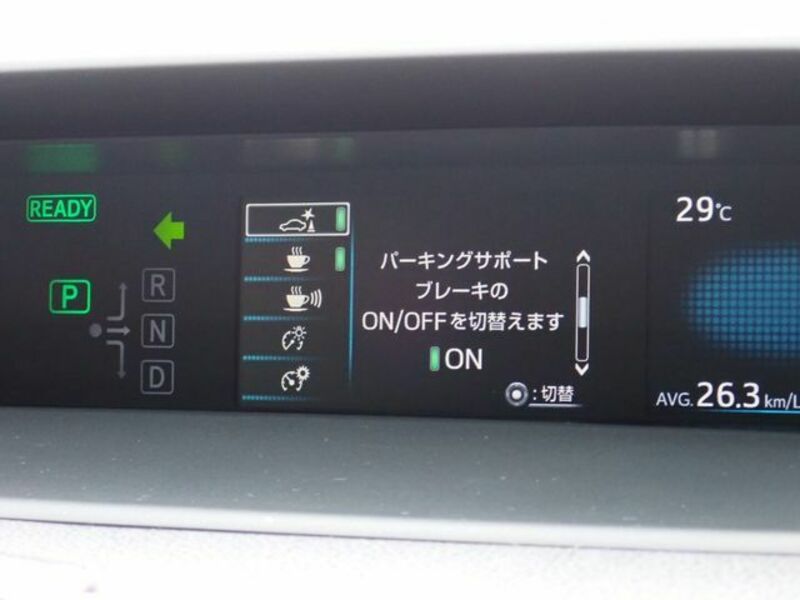 READY
P
R
N
D
パーキングサポート
ブレーキの
ON/OFFを切替えます
ON
:切替
29℃
AVG. 26.3 km/L